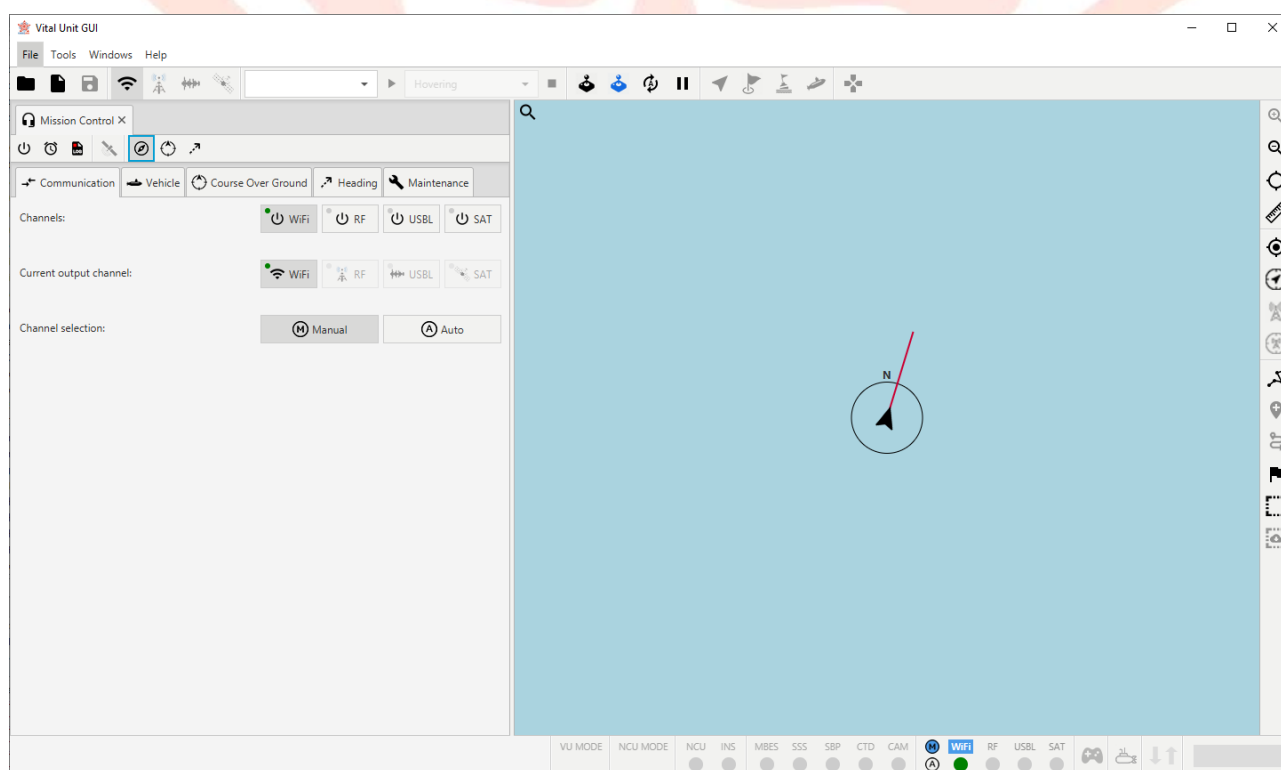 Vital Unit GUI
File Tools Windows Help
Hovering
Mission Control
LOG
Communication Vehicle Course Over Ground Heading Maintenance
Channels: WiFi RF USBL SAT
Current output channel: WiFi RF USBL SAT
Channel selection: M Manual A Auto
N
VU MODE NCU MODE NCU INS MBES SSS SBP CTD CAM M WiFi RF USBL SAT
A